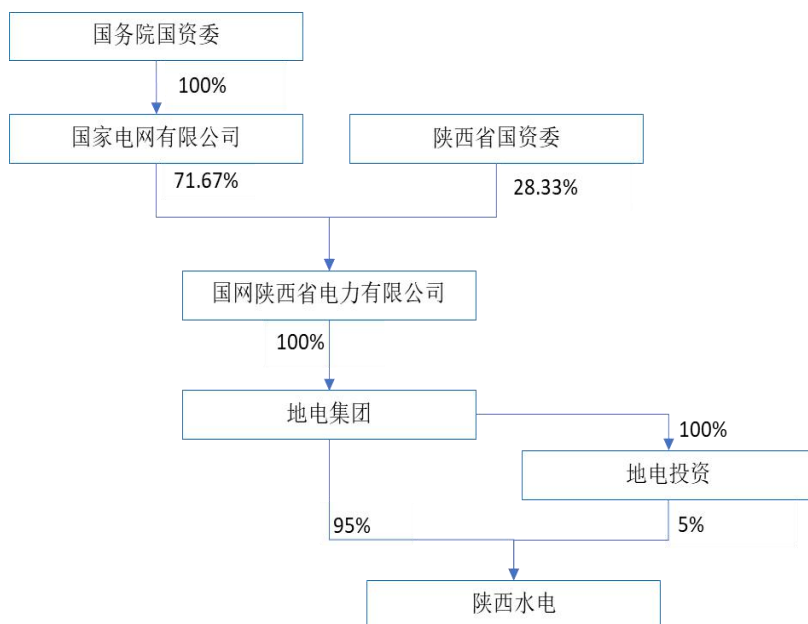 国务院国资委
100%
国家电网有限公司
陕西省国资委
71.67%
28.33%
国网陕西省电力有限公司
100%
地电集团
100%
地电投资
95%
5%
陕西水电